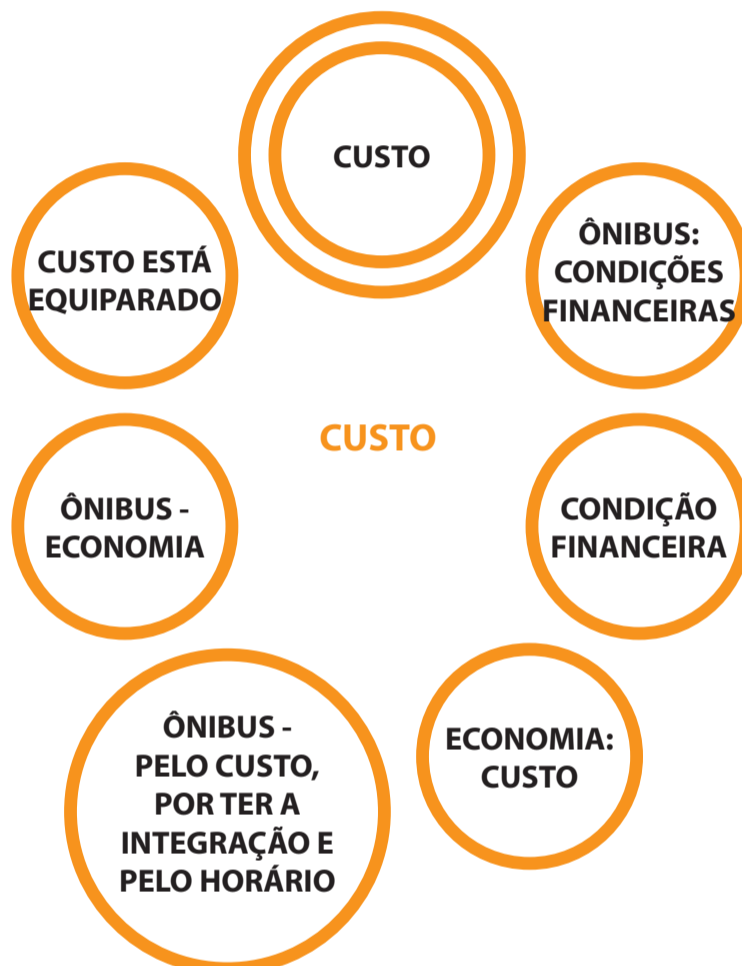 CUSTO
CUSTO ESTÁ
EQUIPARADO
ÔNIBUS:
CONDIÇÕES
FINANCEIRAS
CUSTO
ÔNIBUS -
ECONOMIA
CONDIÇÃO
FINANCEIRA
ÔNIBUS -
PELO CUSTO,
POR TER A
INTEGRAÇÃO E
PELO HORÁRIO
ECONOMIA:
CUSTO